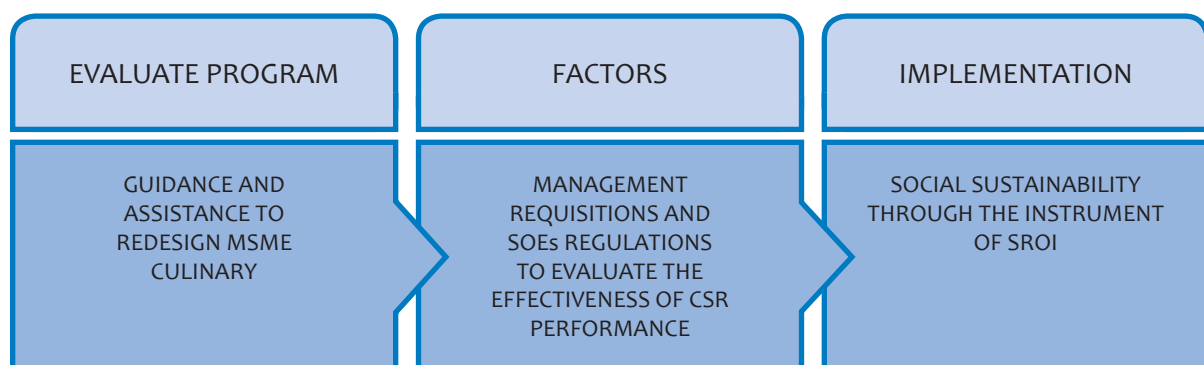 EVALUATE PROGRAM
GUIDANCE AND
ASSISTANCE TO
REDESIGN MSME
CULINARY
FACTORS
MANAGEMENT
REQUISITIONS AND
SOEs REGULATIONS
TO EVALUATE THE
EFFECTIVENESS OF CSR
PERFORMANCE
IMPLEMENTATION
SOCIAL SUSTAINABILITY
THROUGH THE INSTRUMENT
OF SROI